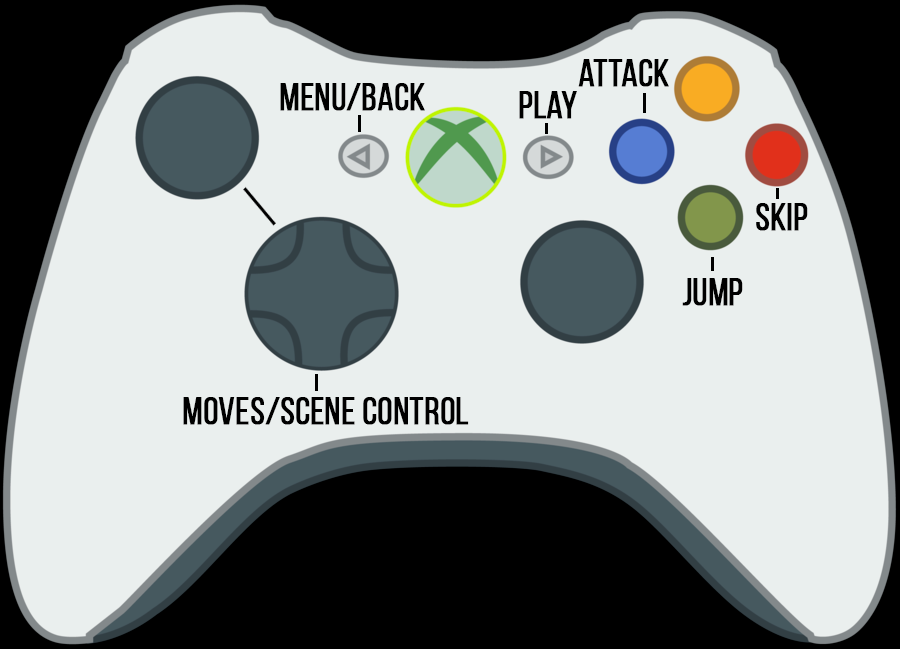 ATTACK
MENU/BACK
PLAY
SKIP
JUMP
MOVES/SCENE CONTROL